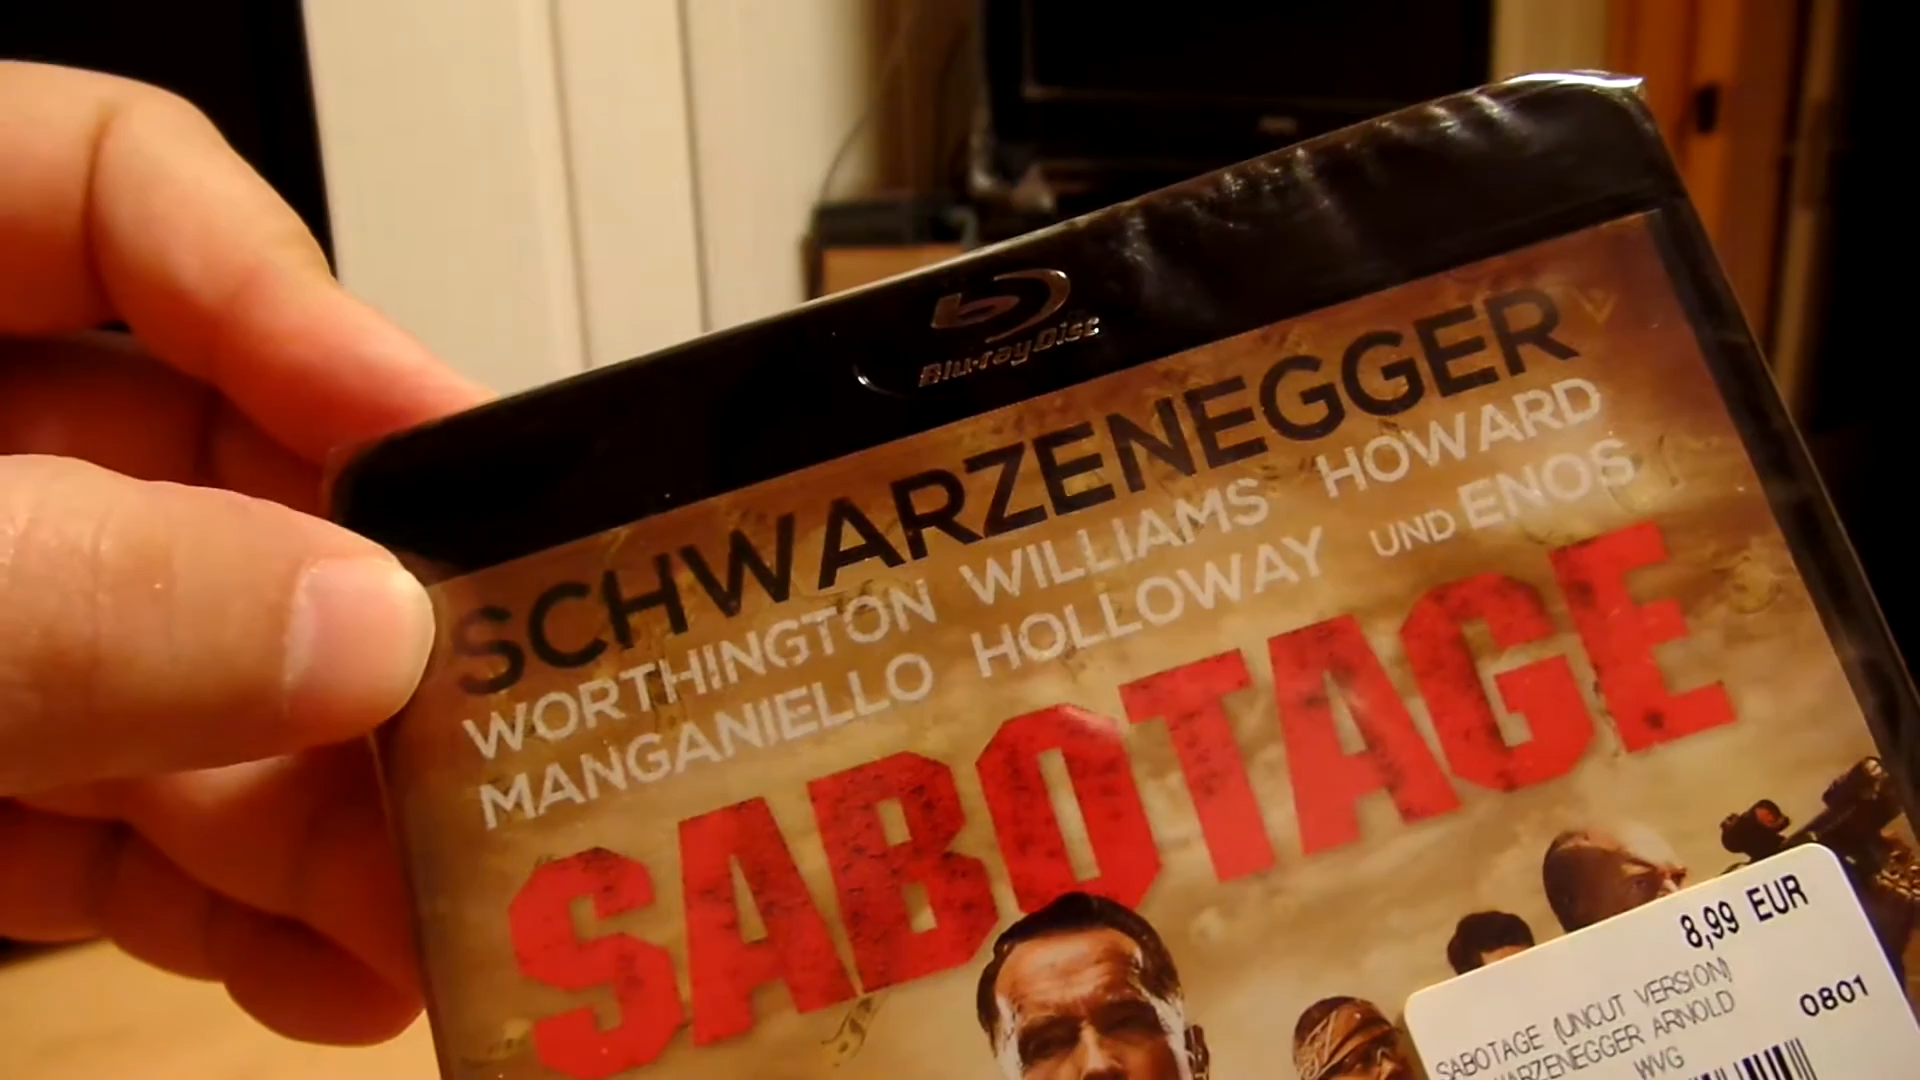 Blu-ray Disc
SCHWARZENEGGER
WORTHINGTON WILLIAMS HOWARD
MANGANIELLO HOLLOWAY UND ENOS
SABOTAGE
8,99 EUR
SABOTAGE (UNCUT VERSION)
WARZENEGGER ARNOLD
WVG
0801